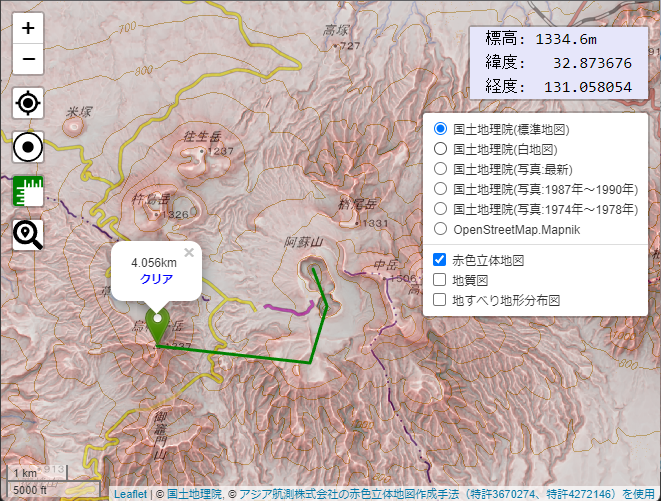 +
−
標高: 1334.6m
緯度: 32.873676
経度: 131.058054
国土地理院(標準地図)
国土地理院(白地図)
国土地理院(写真:最新)
国土地理院(写真:1987年～1990年)
国土地理院(写真:1974年～1978年)
OpenStreetMap.Mapnik
赤色立体地図
地質図
地すべり地形分布図
高塚
727
700
800
米塚
往生岳
1237
杵島岳
1326
楢尾岳
1331
阿蘇山
中岳
1506
高
×
4.056km
クリア
草
烏帽子岳
1337
御竈門山
913
800
1 km
5000 ft
Leaflet | © 国土地理院, © アジア航測株式会社の赤色立体地図作成手法（特許3670274、特許4272146）を使用